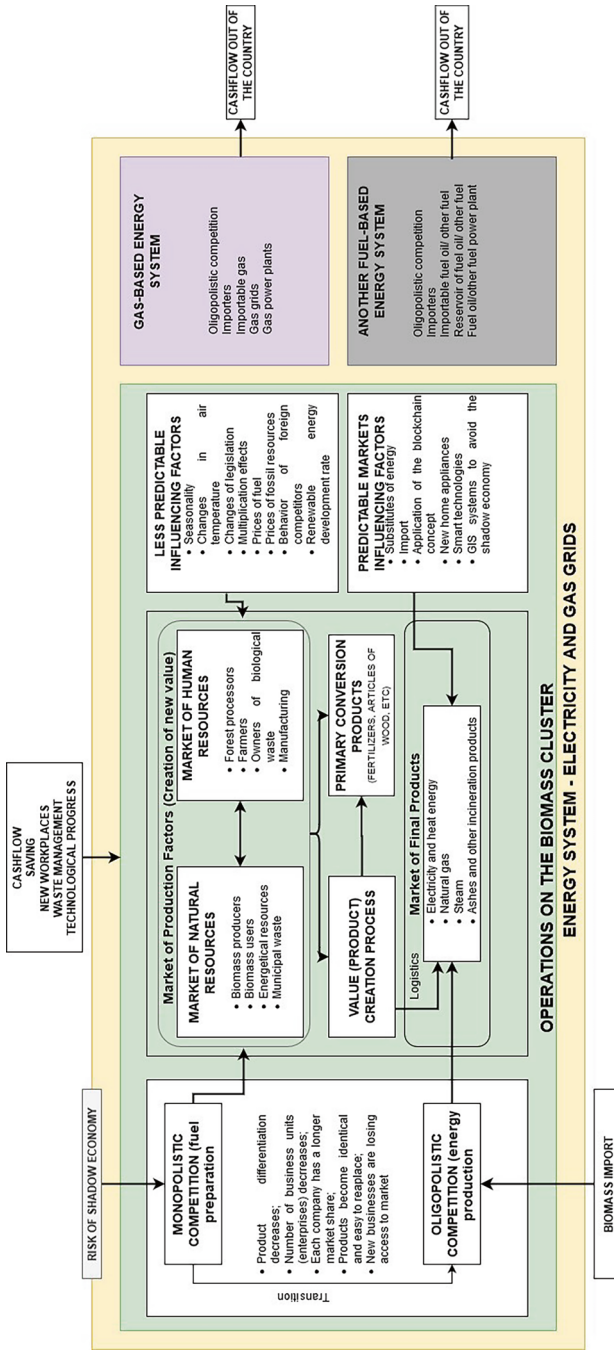 CASHFLOW
SAVING
NEW WORKPLACES
WASTE MANAGEMENT
TECHNOLOGICAL PROGRESS
RISK OF SHADOW ECONOMY
MONOPOLISTIC
COMPETITION (fuel
preparation
• Product differentiation
decreases;
• Number of business units
(enterprises) decrreases;
• Each company has a longer
market share;
• Products become identical
and easy to reaplace;
• New businesses are losing
access to market
Transition
OLIGOPOLISTIC
COMPETITION (energy
production
BIOMASS IMPORT
Market of Production Factors (Creation of new value)
MARKET OF NATURAL
RESOURCES
• Biomass producers
• Biomass users
• Energetical resources
• Municipal waste
MARKET OF HUMAN
RESOURCES
• Forest processors
• Farmers
• Owners of biological
waste
• Manufacturing
VALUE (PRODUCT)
CREATION PROCESS
PRIMARY CONVERSION
PRODUCTS
(FERTILIZERS, ARTICLES OF
WOOD, ETC)
Logistics
Market of Final Products
• Electricity and heat energy
• Natural gas
• Steam
• Ashes and other incineration products
LESS PREDICTABLE
INFLUENCING FACTORS
• Seasonality
• Changes in air
temperature
• Changes of legislation
• Multiplication effects
• Prices of fuel
• Prices of fossil resources
• Behavior of foreign
competitors
• Renewable energy
development rate
PREDICTABLE MARKETS
INFLUENCING FACTORS
• Substitutes of energy
• Import
• Application of the blockchain
concept
• New home appliances
• Smart technologies
• GIS systems to avoid the
shadow economy
OPERATIONS ON THE BIOMASS CLUSTER
ENERGY SYSTEM - ELECTRICITY AND GAS GRIDS
GAS-BASED ENERGY
SYSTEM
Oligopolistic competition
Importers
Importable gas
Gas grids
Gas power plants
CASHFLOW OUT OF
THE COUNTRY
ANOTHER FUEL-BASED
ENERGY SYSTEM
Oligopolistic competition
Importers
Importable fuel oil/ other fuel
Reservoir of fuel oil/ other fuel
Fuel oil/other fuel power plant
CASHFLOW OUT OF
THE COUNTRY